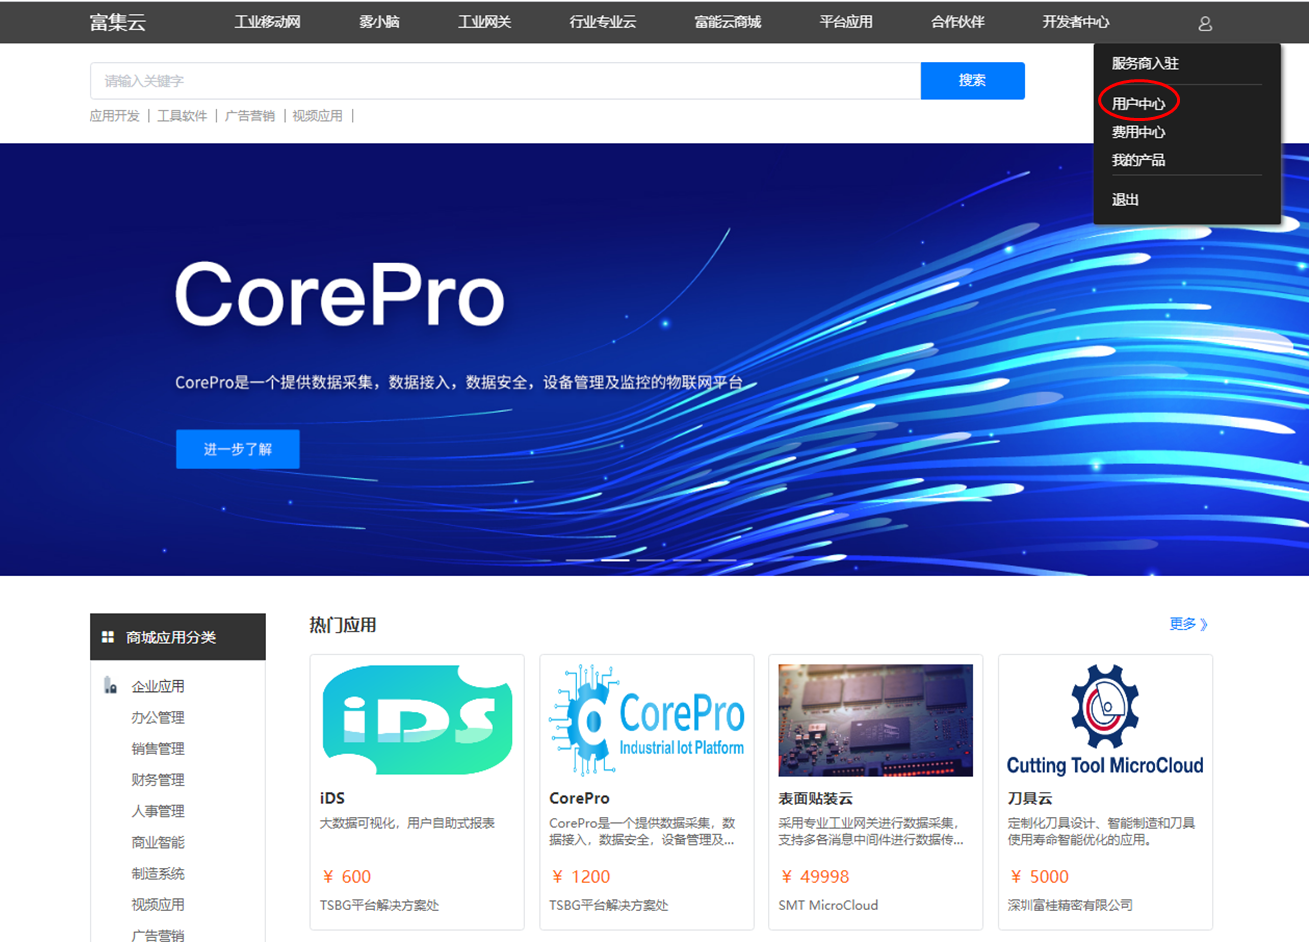 富集云 工业移动网 雾小脑 工业网关 行业专业云 富能云商城 平台应用 合作伙伴 开发者中心
服务商入驻
用户中心
费用中心
我的产品
退出
请输入关键字 搜索
应用开发 | 工具软件 | 广告营销 | 视频应用 |
CorePro
CorePro是一个提供数据采集，数据接入，数据安全，设备管理及监控的物联网平台
进一步了解
商城应用分类
企业应用
办公管理
销售管理
财务管理
人事管理
商业智能
制造系统
视频应用
广告营销
热门应用 更多 》
iDS
iDS
大数据可视化，用户自助式报表
¥ 600
TSBG平台解决方案处
CorePro
Industrial Iot Platform
CorePro
CorePro是一个提供数据采集，数
据接入，数据安全，设备管理及...
¥ 1200
TSBG平台解决方案处
表面贴装云
采用专业工业网关进行数据采集，
支持多各消息中间件进行数据传...
¥ 49998
SMT MicroCloud
Cutting Tool MicroCloud
刀具云
定制化刀具设计、智能制造和刀具
使用寿命智能优化的应用。
¥ 5000
深圳富桂精密有限公司